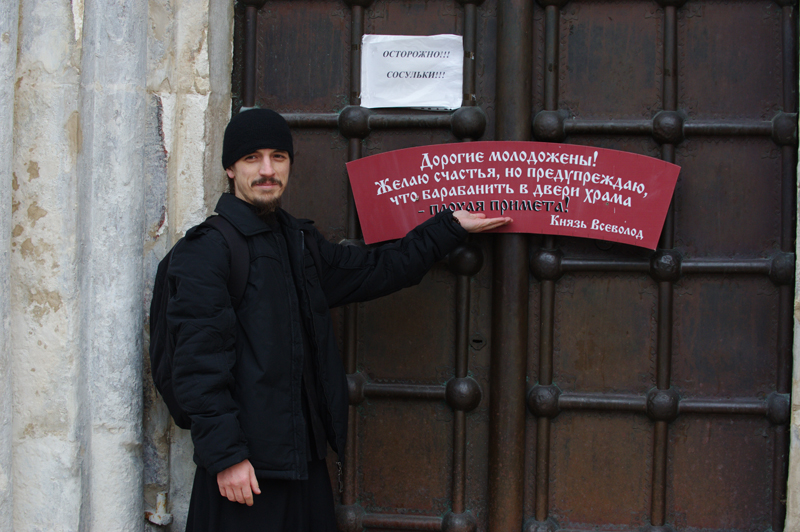 ОСТОРОЖНО!!!
СОСУЛЬКИ!!!
Дорогие молодожены!
Желаю счастья, но предупреждаю,
что барабанить в двери храма
- плохая примета!
Князь Всеволод